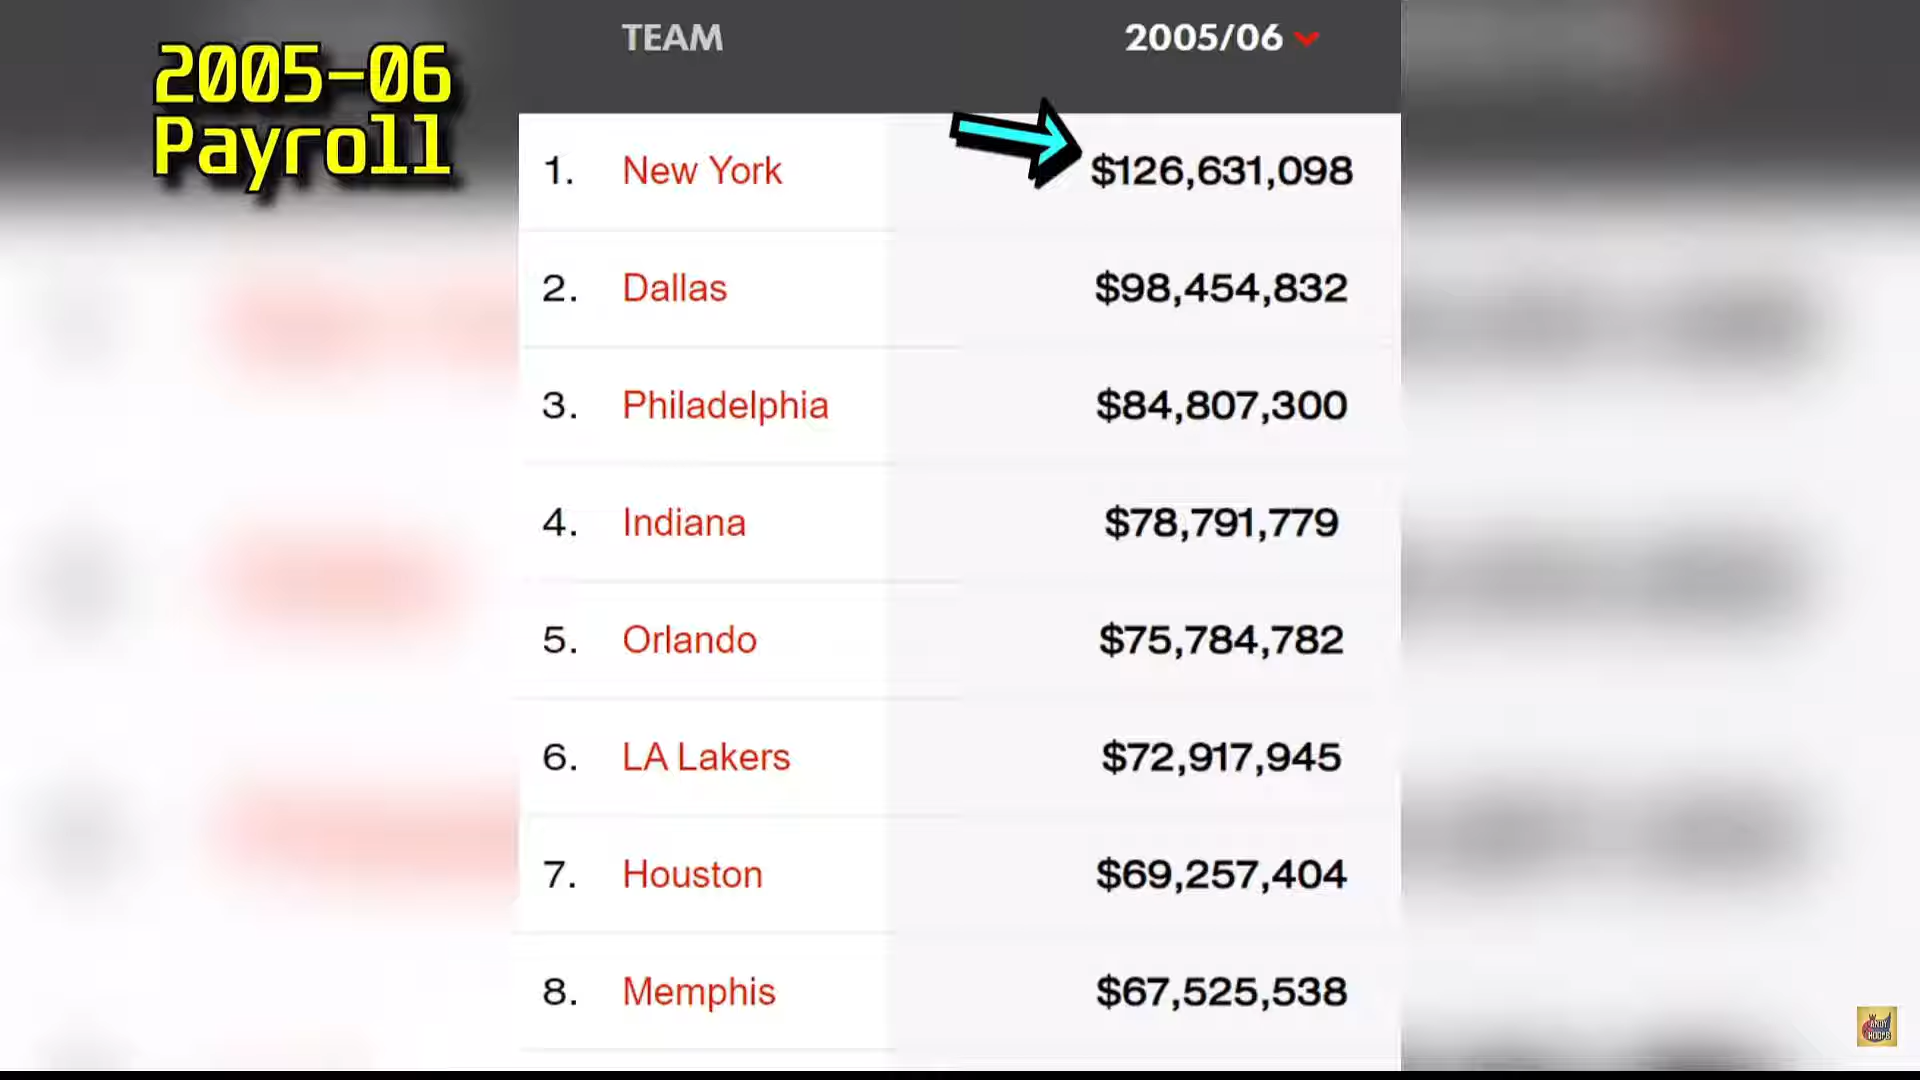 2005-06
Payroll
TEAM 2005/06
1. New York $126,631,098
2. Dallas $98,454,832
3. Philadelphia $84,807,300
4. Indiana $78,791,779
5. Orlando $75,784,782
6. LA Lakers $72,917,945
7. Houston $69,257,404
8. Memphis $67,525,538
ANDY
HOOPS